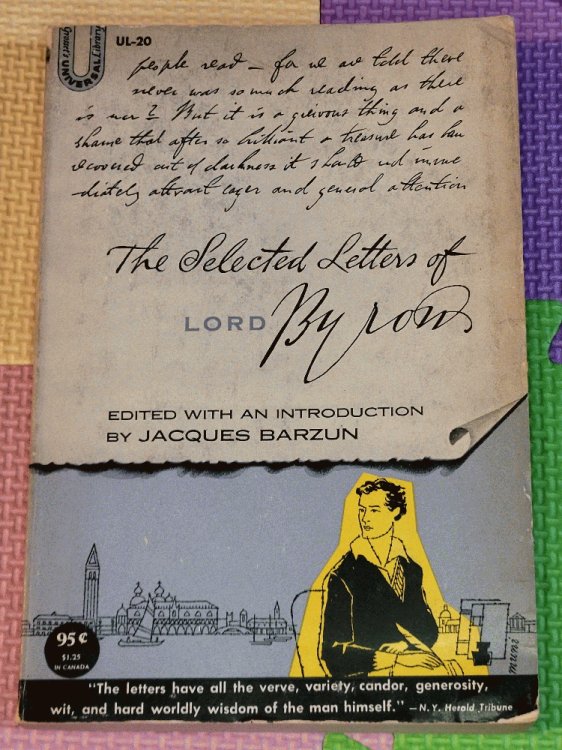 Grosset's UNIVERSAL Library
UL-20
people read — for we are told there
never was so much reading as there
is now? But it is a grievous thing and a
shame that after so brilliant a treasure has been
recovered out of darkness it should not imme
diately attract eager and general attention
The Selected Letters of
LORD Byron
EDITED WITH AN INTRODUCTION
BY JACQUES BARZUN
95¢
$1.25
IN CANADA
muni
"The letters have all the verve, variety, candor, generosity,
wit, and hard worldly wisdom of the man himself." —N.Y. Herald Tribune